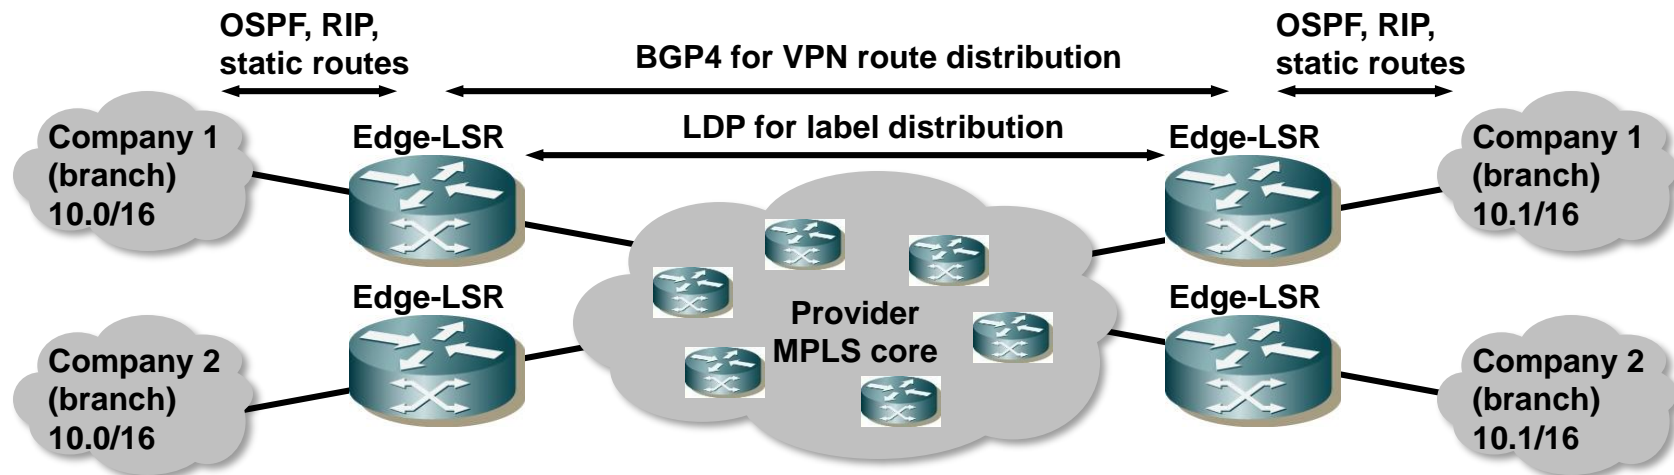 OSPF, RIP,
static routes
BGP4 for VPN route distribution
OSPF, RIP,
static routes
LDP for label distribution
Company 1
(branch)
10.0/16
Edge-LSR
Edge-LSR
Company 1
(branch)
10.1/16
Edge-LSR
Edge-LSR
Provider
MPLS core
Company 2
(branch)
10.0/16
Company 2
(branch)
10.1/16